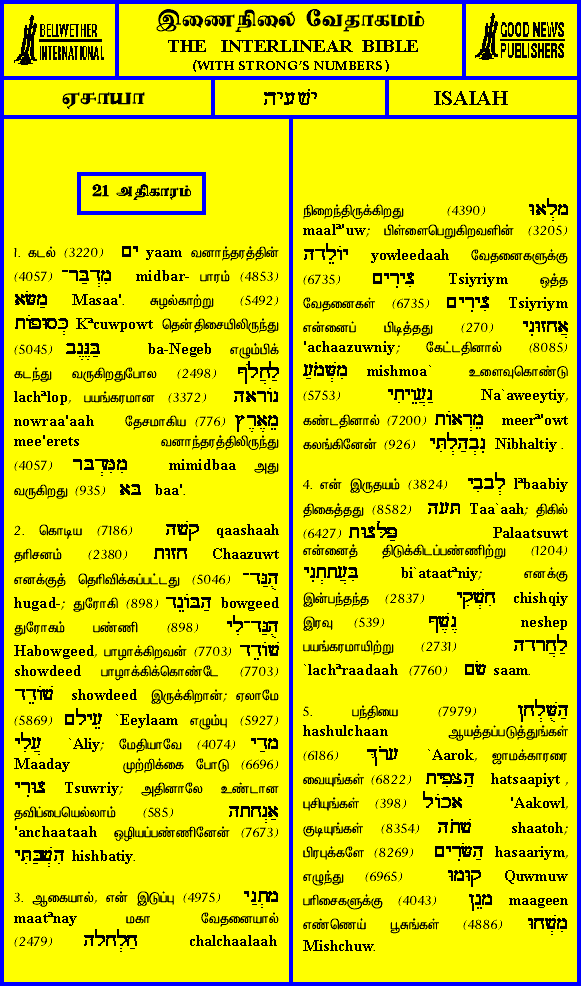 BELLWETHER
INTERNATIONAL
இணைநிலை வேதாகமம்
THE INTERLINEAR BIBLE
(WITH STRONG'S NUMBERS)
GOOD NEWS
PUBLISHERS
ஏசாயா
ישעיה
ISAIAH
21 அதிகாரம்
1. கடல் (3220) ים yaam வனாந்தரத்தின்
(4057) מִדְבַּר־ midbar- பாரம் (4853)
מַשָּׂא Masaa'. சுழல்காற்று (5492)
כְּסוּפוֹת Kªcuwpowt தென்திசையிலிருந்து
(5045) בַּנֶּגֶב ba-Negeb எழும்பிக்
கடந்து வருகிறதுபோல (2498) לַחֲלֹף
lachªlop, பயங்கரமான (3372) נוֹרָאָה
nowraa'aah தேசமாகிய (776) מֵאֶרֶץ
mee'erets வனாந்தரத்திலிருந்து
(4057) מִמִּדְבָּר mimidbaa அது
வருகிறது (935) בָּא baa'.
2. கொடிய (7186) קָשָׁה qaashaah
தரிசனம் (2380) חָזוּת Chaazuwt
எனக்குத் தெரிவிக்கப்பட்டது (5046) הֻגַּד־
hugad-; துரோகி (898) הַבּוֹגֵד bowgeed
துரோகம் பண்ணி (898) הֻגַּד־לִי
Habowgeed, பாழாக்கிறவன் (7703) שׁוֹדֵד
showdeed பாழாக்கிக்கொண்டே (7703)
שׁוֹדֵד showdeed இருக்கிறான்; ஏலாமே
(5869) עֵילָם `Eeylaam எழும்பு (5927)
עֲלִי `Aliy; மேதியாவே (4074) מָדַי
Maaday முற்றிக்கை போடு (6696)
צוּרִי Tsuwriy; அதினாலே உண்டான
தவிப்பையெல்லாம் (585) אַנְחָתָה
'anchaataah ஒழியப்பண்ணினேன் (7673)
הִשְׁבַּתִּי hishbatiy.
3. ஆகையால், என் இடுப்பு (4975) מָתְנַי
maatªnay மகா வேதனையால்
(2479) חַלְחָלָה chalchaalaah
நிறைந்திருக்கிறது (4390) מָלְאוּ
maalª'uw; பிள்ளைபெறுகிறவளின் (3205)
יוֹלֵדָה yowleedaah வேதனைகளுக்கு
(6735) צִירִים Tsiyriym ஒத்த
வேதனைகள் (6735) צִירִים Tsiyriym
என்னைப் பிடித்தது (270) אֲחָזוּנִי
'achaazuwniy; கேட்டதினால் (8085)
מִשְּׁמֹעַ mishmoa` உளைவுகொண்டு
(5753) נַעֲוֵיתִי Na`aweeytiy,
கண்டதினால் (7200) מֵרְאוֹת meerª'owt
கலங்கினேன் (926) נִבְהַלְתִּי Nibhaltiy .
4. என் இருதயம் (3824) לְבָבִי lªbaabiy
திகைத்தது (8582) תָּעָה Taa`aah; திகில்
(6427) פַּלָּצוּת Palaatsuwt
என்னைத் திடுக்கிடப்பண்ணிற்று (1204)
בִּעֲתָתְנִי bi`ataatªniy; எனக்கு
இன்பந்தந்த (2837) חִשְׁקִי chishqiy
இரவு (539) נֶשֶׁף neshep
பயங்கரமாயிற்று (2731) לַחֲרָדָה
`lachªraadaah (7760) שָׂם saam.
5. பந்தியை (7979) הַשֻּׁלְחָן
hashulchaan ஆயத்தப்படுத்துங்கள்
(6186) עָרֹךְ `Aarok, ஜாமக்காரரை
வையுங்கள் (6822) הַצָּפִית hatsaapiyt ,
புசியுங்கள் (398) אָכוֹל 'Aakowl,
குடியுங்கள் (8354) שָׁתֹה shaatoh;
பிரபுக்களே (8269) הַשָּׂרִים hasaariym,
எழுந்து (6965) קוּמוּ Quwmuw
பரிசைகளுக்கு (4043) מָגֵן maageen
எண்ணெய் பூசுங்கள் (4886) מִשְׁחוּ
Mishchuw.